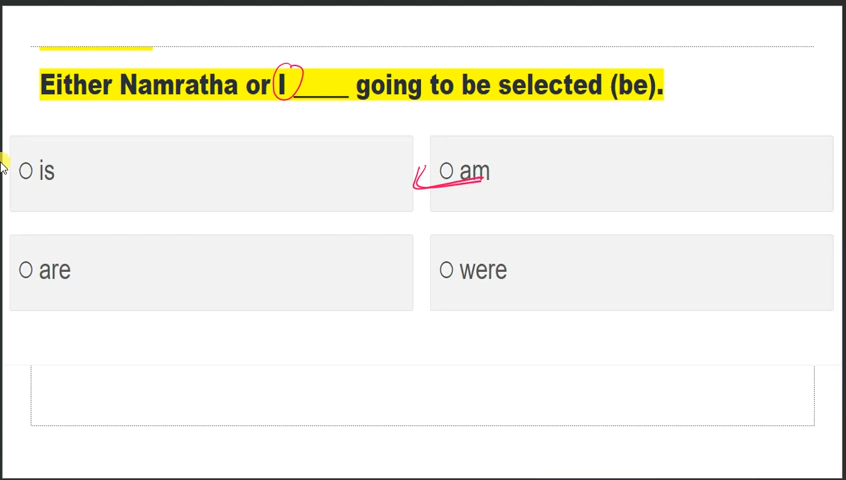 Either Namratha or I ____ going to be selected (be).
is
am
are
were